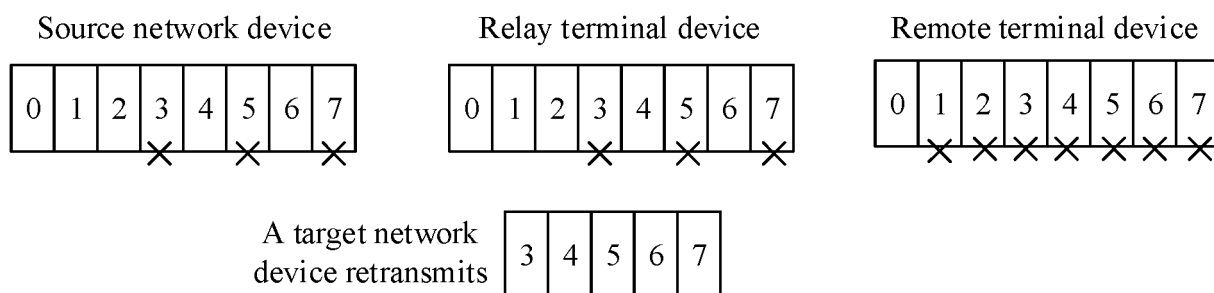 Source network device
Relay terminal device
Remote terminal device
0 1 2 3 4 5 6 7
0 1 2 3 4 5 6 7
0 1 2 3 4 5 6 7
A target network
device retransmits
3 4 5 6 7